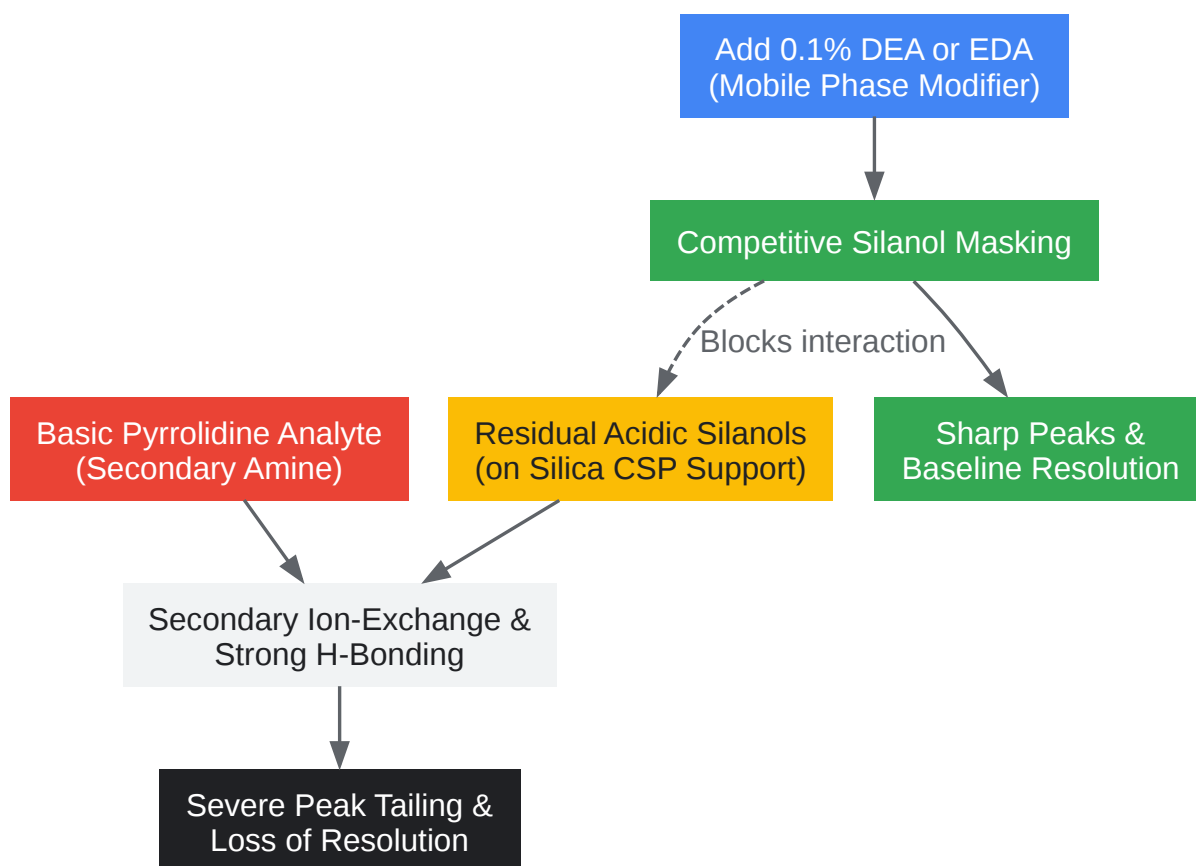 Add 0.1% DEA or EDA
(Mobile Phase Modifier)
Competitive Silanol Masking
Blocks interaction
Basic Pyrrolidine Analyte
(Secondary Amine)
Residual Acidic Silanols
(on Silica CSP Support)
Sharp Peaks &
Baseline Resolution
Secondary Ion-Exchange &
Strong H-Bonding
Severe Peak Tailing &
Loss of Resolution